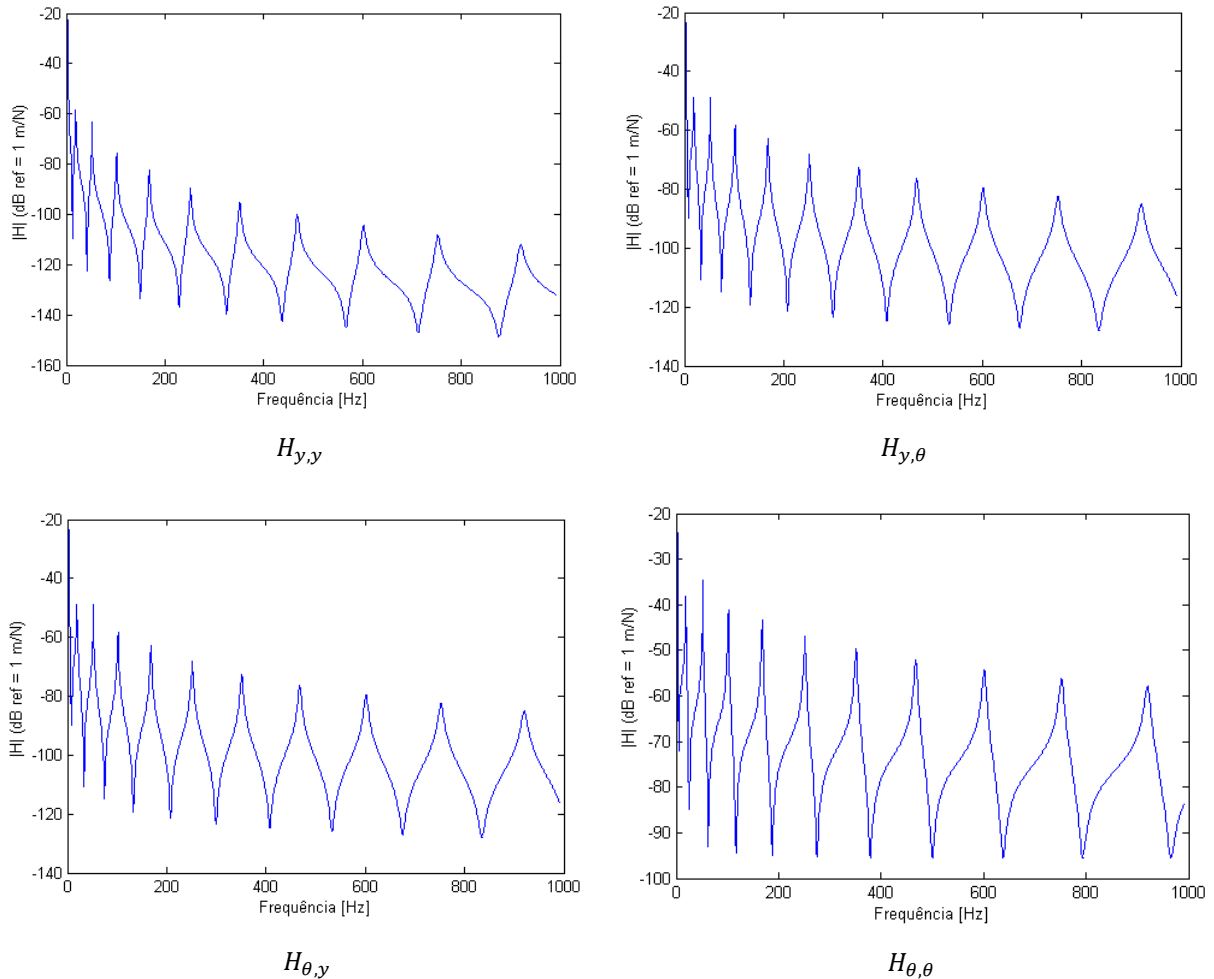 -20
-40
-60
-80
-100
-120
-140
-160
|H| (dB ref = 1 m/N)
0 200 400 600 800 1000
Frequência [Hz]
H_{y,y}
-20
-40
-60
-80
-100
-120
-140
|H| (dB ref = 1 m/N)
0 200 400 600 800 1000
Frequência [Hz]
H_{y,θ}
-20
-40
-60
-80
-100
-120
-140
|H| (dB ref = 1 m/N)
0 200 400 600 800 1000
Frequência [Hz]
H_{θ,y}
-20
-30
-40
-50
-60
-70
-80
-90
-100
|H| (dB ref = 1 m/N)
0 200 400 600 800 1000
Frequência [Hz]
H_{θ,θ}